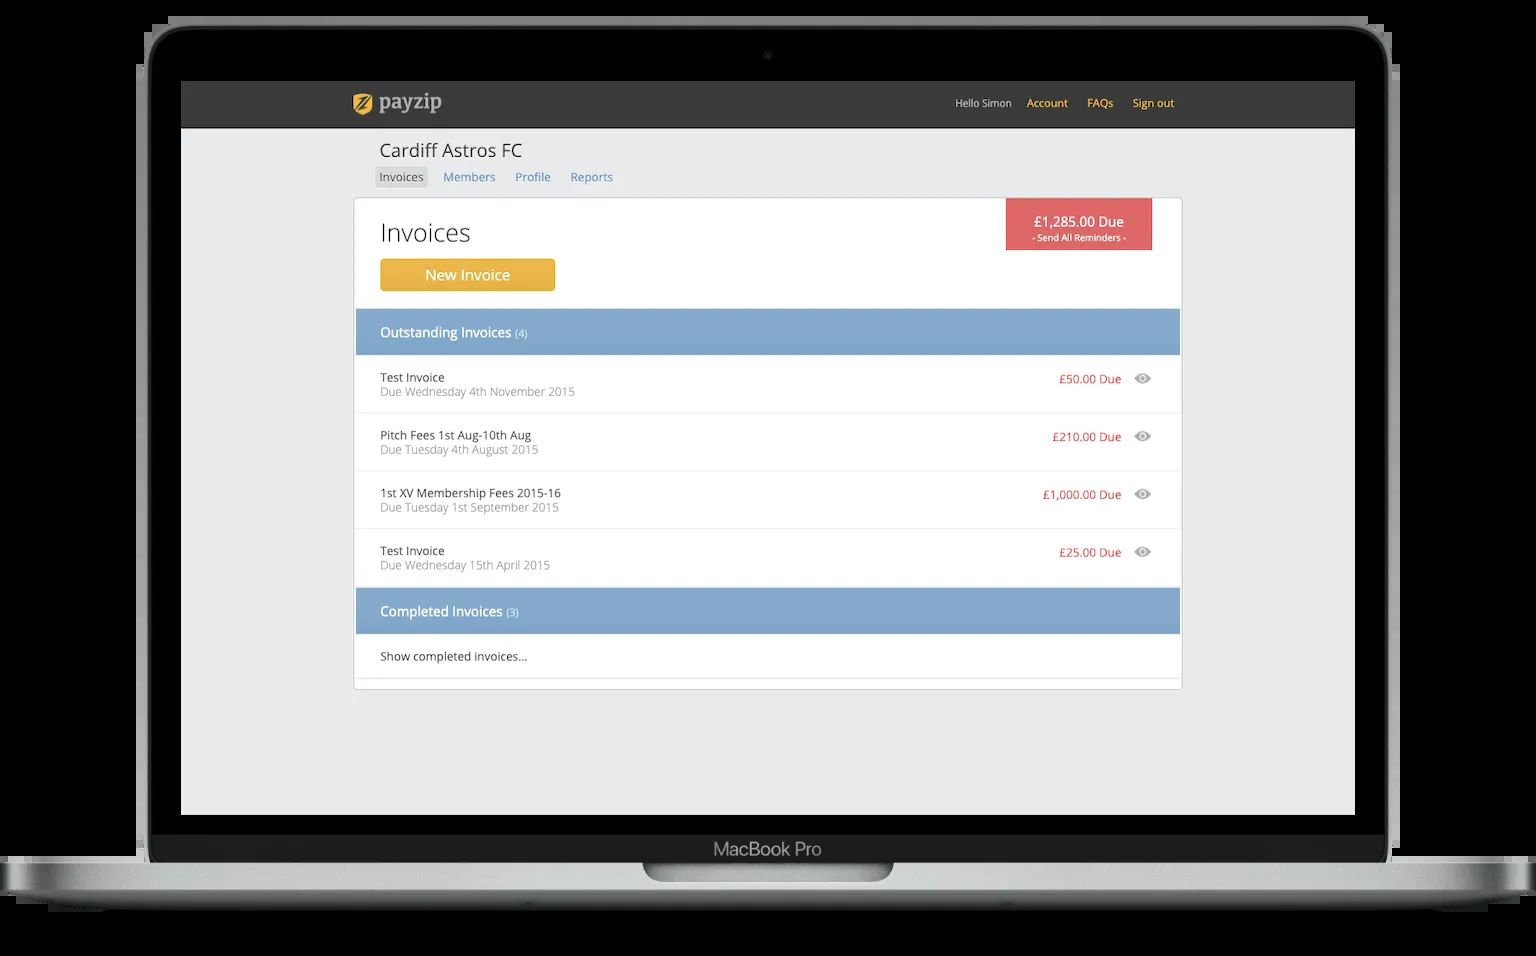 payzip
Hello Simon Account FAQs Sign out
Cardiff Astros FC
Invoices Members Profile Reports
£1,285.00 Due
- Send All Reminders -
Invoices
New Invoice
Outstanding Invoices (4)
Test Invoice
Due Wednesday 4th November 2015
£50.00 Due
Pitch Fees 1st Aug-10th Aug
Due Tuesday 4th August 2015
£210.00 Due
1st XV Membership Fees 2015-16
Due Tuesday 1st September 2015
£1,000.00 Due
Test Invoice
Due Wednesday 15th April 2015
£25.00 Due
Completed Invoices (3)
Show completed invoices...
MacBook Pro